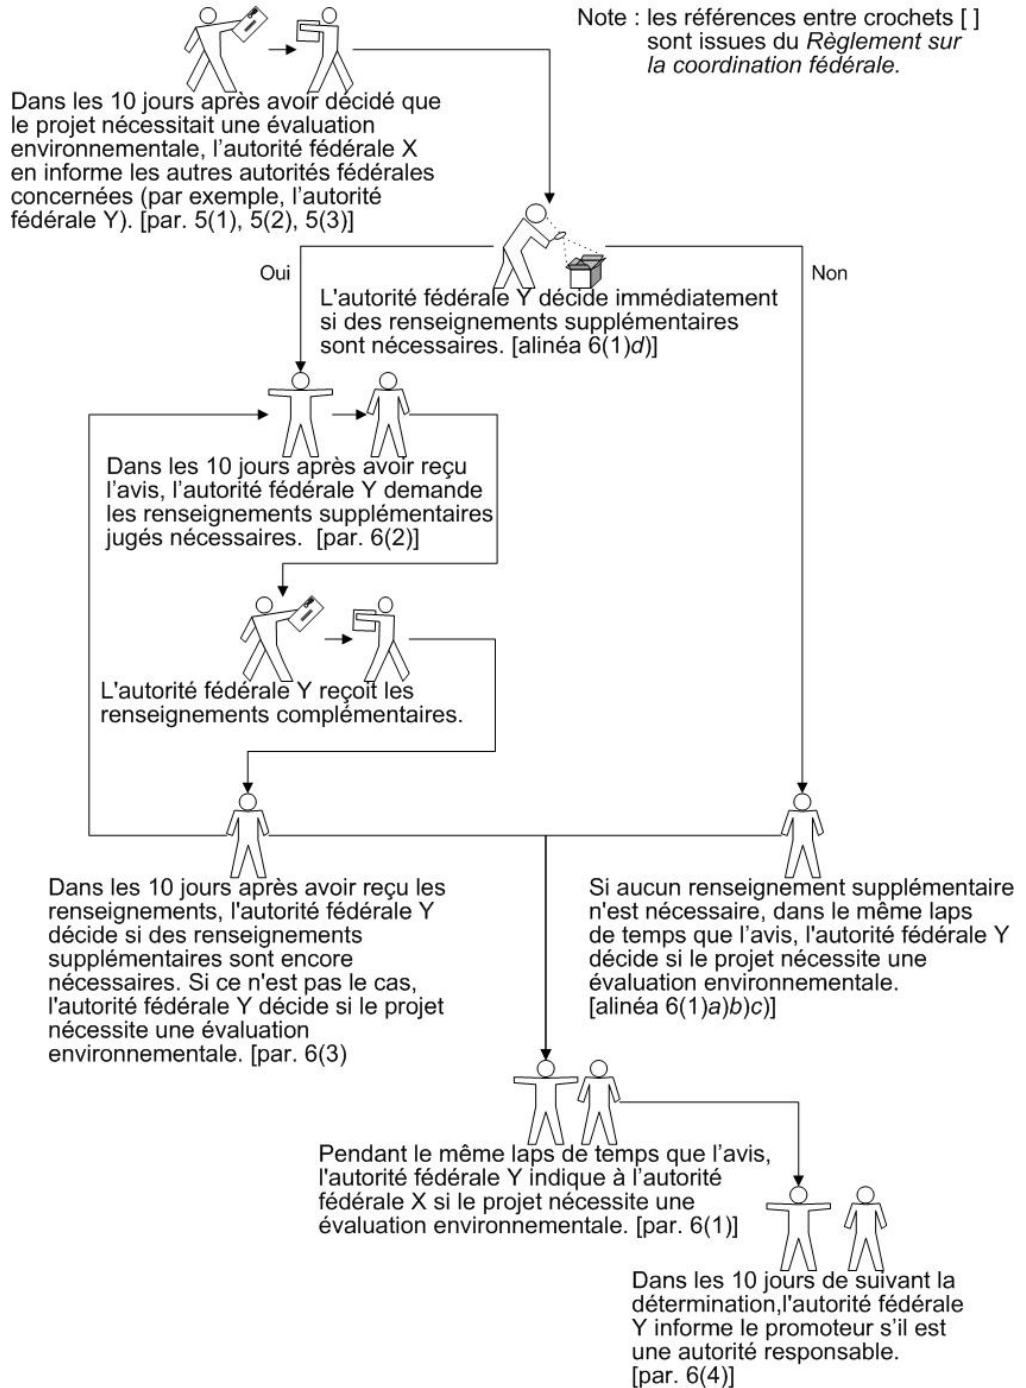 Note : les références entre crochets [ ]
sont issues du Règlement sur
la coordination fédérale.
Dans les 10 jours après avoir décidé que
le projet nécessitait une évaluation
environnementale, l’autorité fédérale X
en informe les autres autorités fédérales
concernées (par exemple, l’autorité
fédérale Y). [par. 5(1), 5(2), 5(3)]
Oui
Non
L'autorité fédérale Y décide immédiatement
si des renseignements supplémentaires
sont nécessaires. [alinéa 6(1)d)]
Dans les 10 jours après avoir reçu
l’avis, l’autorité fédérale Y demande
les renseignements supplémentaires
jugés nécessaires. [par. 6(2)]
L'autorité fédérale Y reçoit les
renseignements complémentaires.
Dans les 10 jours après avoir reçu les
renseignements, l'autorité fédérale Y
décide si des renseignements
supplémentaires sont encore
nécessaires. Si ce n'est pas le cas,
l'autorité fédérale Y décide si le projet
nécessite une évaluation
environnementale. [par. 6(3)
Si aucun renseignement supplémentaire
n'est nécessaire, dans le même laps
de temps que l’avis, l'autorité fédérale Y
décide si le projet nécessite une
évaluation environnementale.
[alinéa 6(1)a)b)c)]
Pendant le même laps de temps que l’avis,
l'autorité fédérale Y indique à l’autorité
fédérale X si le projet nécessite une
évaluation environnementale. [par. 6(1)]
Dans les 10 jours de suivant la
détermination,l'autorité fédérale
Y informe le promoteur s’il est
une autorité responsable.
[par. 6(4)]